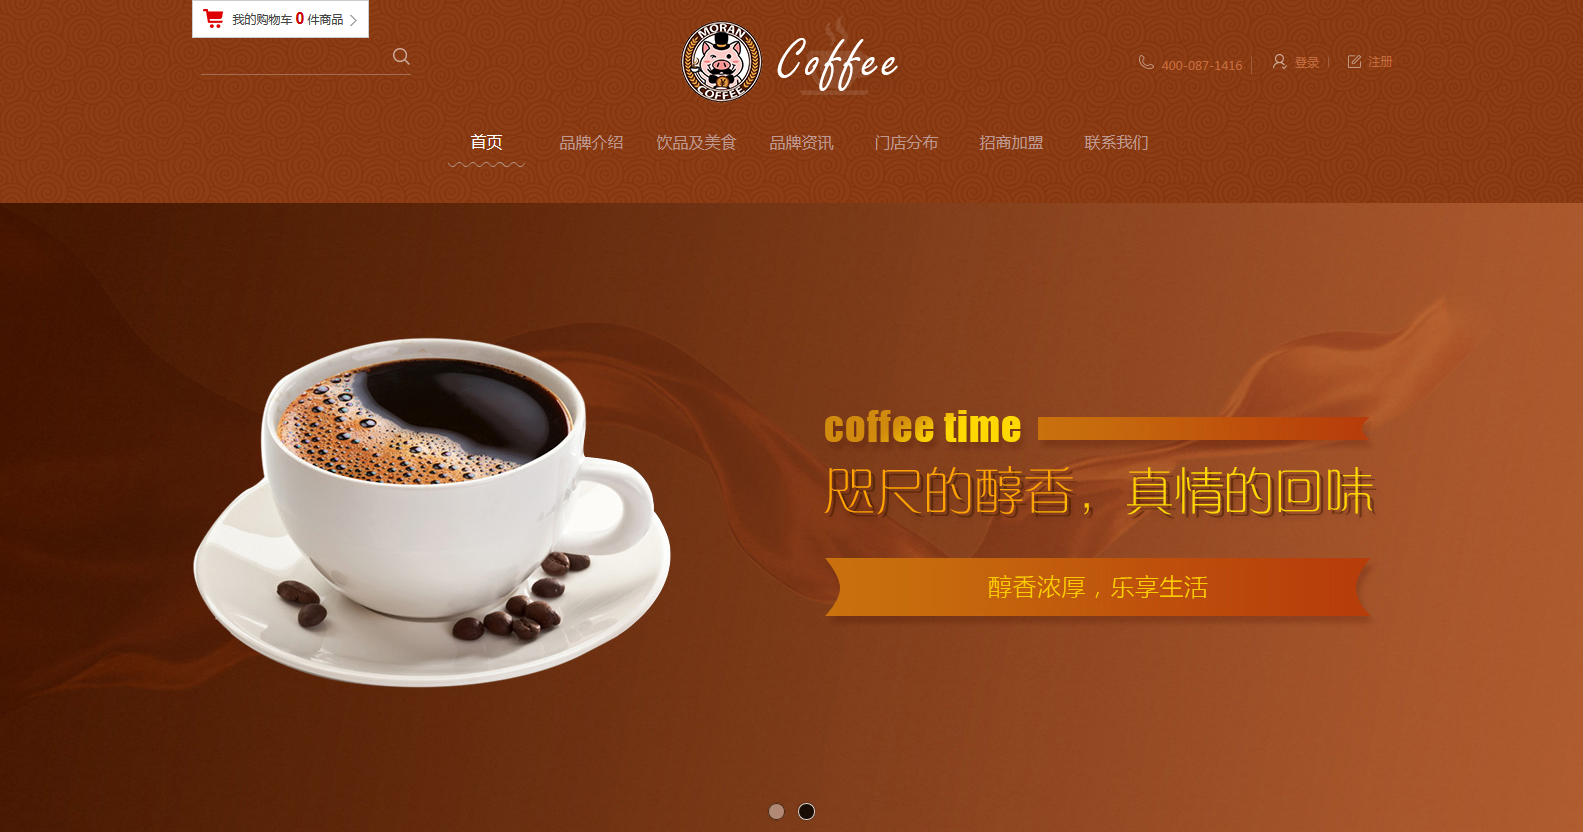 我的购物车 0 件商品
MORAN
COFFEE
Coffee
400-087-1416
登录
注册
首页
品牌介绍
饮品及美食
品牌资讯
门店分布
招商加盟
联系我们
coffee time
咫尺的醇香，真情的回味
醇香浓厚，乐享生活